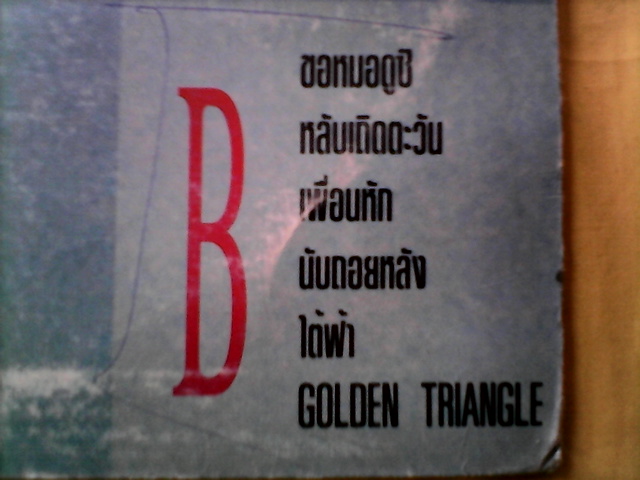 B
ขอหมอดูซิ
หลับเถิดตะวัน
เพื่อนหัก
นับถอยหลัง
ใต้ฟ้า
GOLDEN TRIANGLE